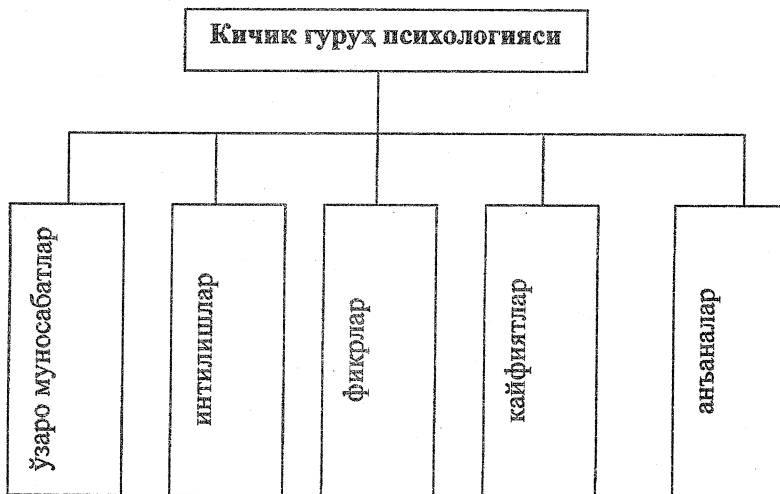 Кичик гуруҳ психологияси
ўзаро муносабатлар
интилишлар
фикрлар
кайфиятлар
анъаналар